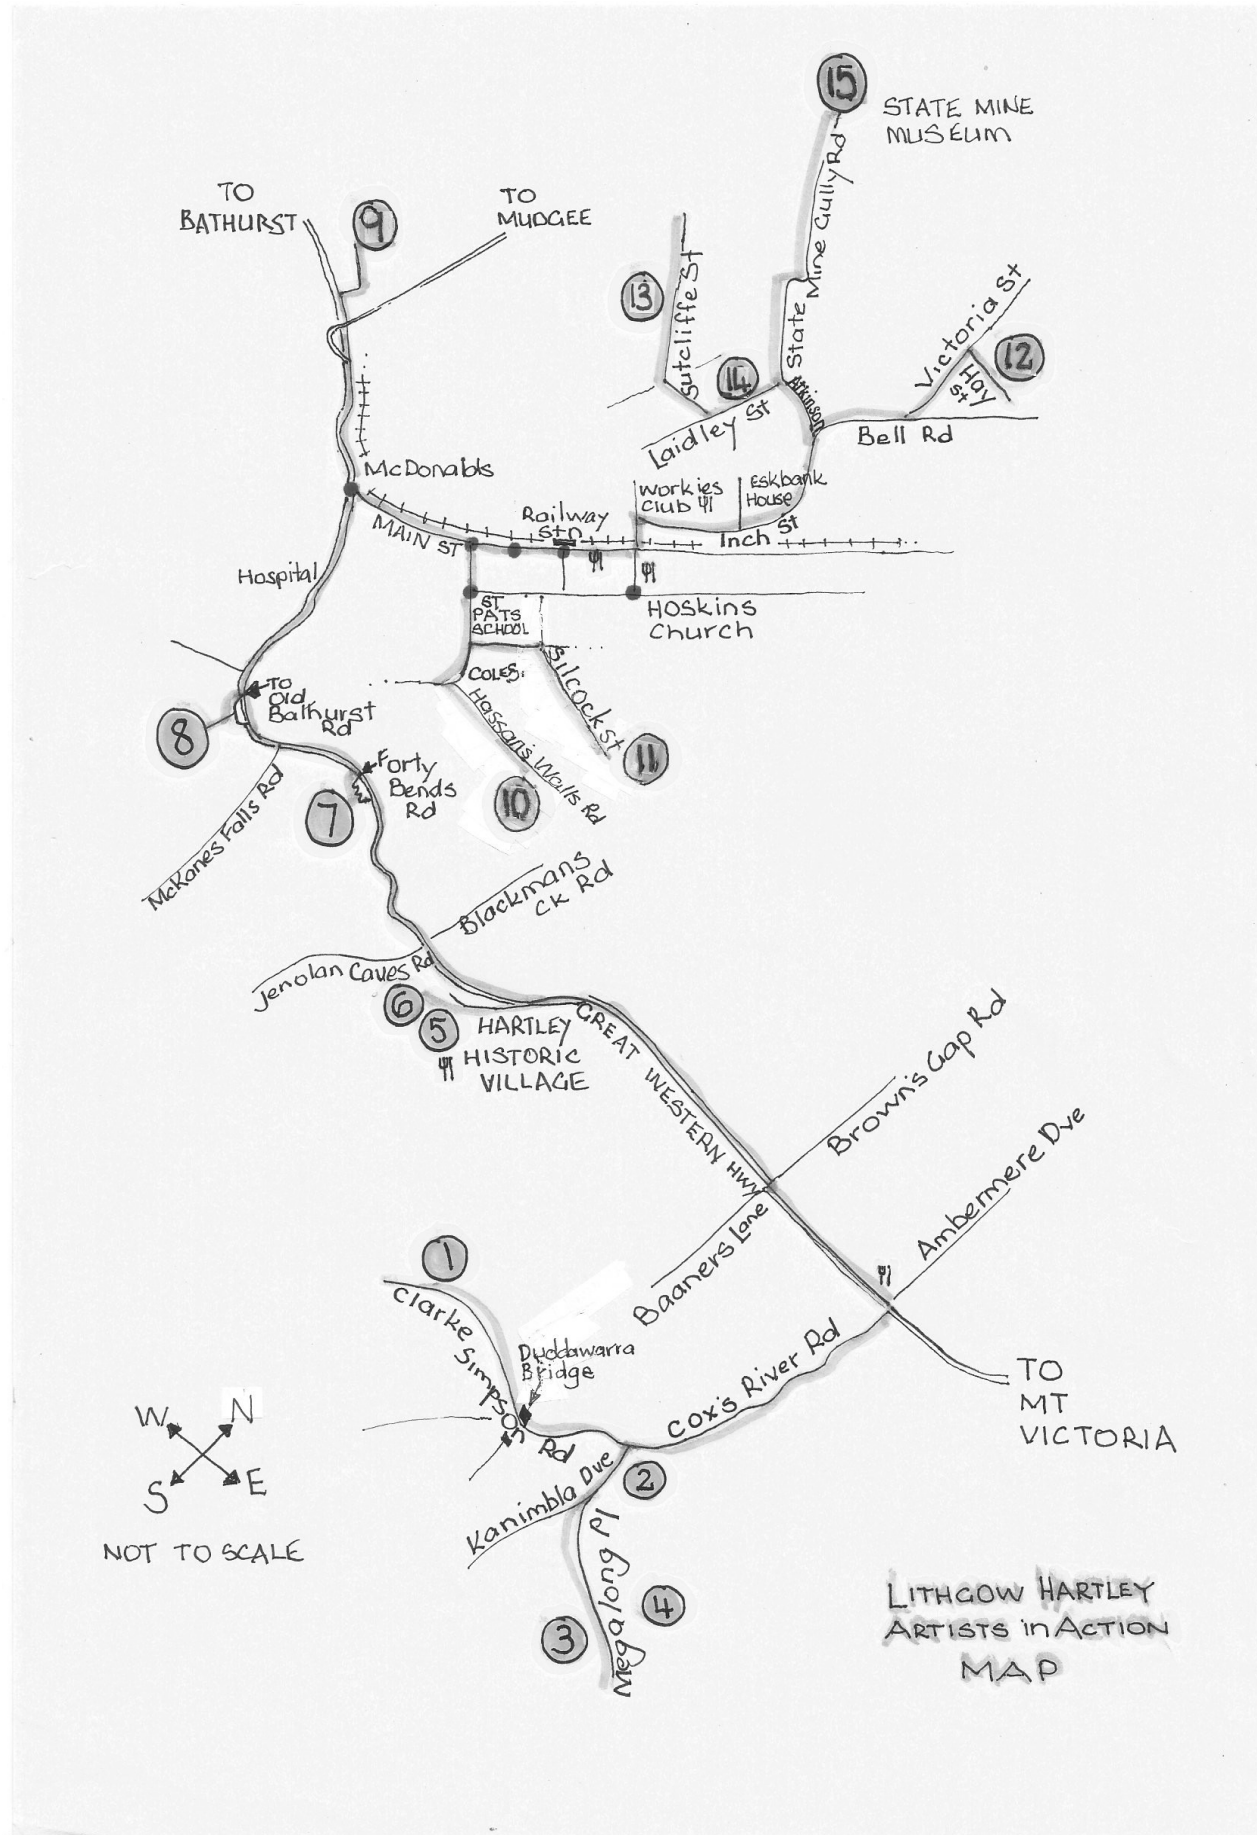 15
STATE MINE
MUSEUM
State Mine Gully Rd
TO
BATHURST
9
TO
MUDGEE
13
Sutcliffe St
14
Laidley St
Atkinson
Victoria St
12
Hay
St
Bell Rd
McDonalds
MAIN ST
Railway
Stn
Workies
Club
Eskbank
House
Inch St
Hospital
ST
PATS
SCHOOL
HOSKINS
Church
COLES
Silcock St
11
Hassan's Walls Rd
10
TO
Old
Bathurst
Rd
8
Forty
Bends
Rd
7
McKanes Falls Rd
Blackmans
CK Rd
Jenolan Caves Rd
6
5
HARTLEY
HISTORIC
VILLAGE
GREAT WESTERN HWY
Brown's Gap Rd
Baaners Lane
Ambermere Dve
1
Clarke Simpson Rd
Duddawarra
Bridge
Cox's River Rd
TO
MT
VICTORIA
2
Kanimbla Dve
Megalong Pl
4
3
W N
S E
NOT TO SCALE
LITHGOW HARTLEY
ARTISTS in ACTION
MAP